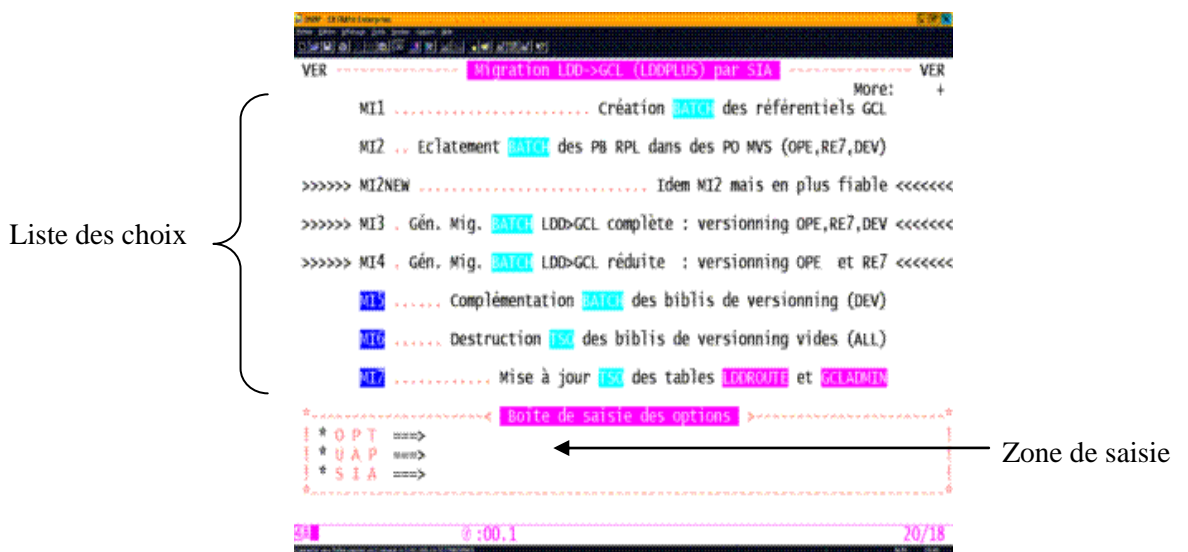 VER Migration LDD->GCL (LDDPLUS) par SIA VER
More: +
MI1 ........................ Création BATCH des référentiels GCL
MI2 .. Eclatement BATCH des PB RPL dans des PO MVS (OPE,RE7,DEV)
>>>>>> MI2NEW ............................ Idem MI2 mais en plus fiable <<<<<<<
>>>>>> MI3 . Gén. Mig. BATCH LDD>GCL complète : versionning OPE,RE7,DEV <<<<<<<
>>>>>> MI4 . Gén. Mig. BATCH LDD>GCL réduite : versionning OPE et RE7 <<<<<<<
Liste des choix
MI5 ...... Complémentation BATCH des biblis de versionning (DEV)
MI6 ...... Destruction TSO des biblis de versionning vides (ALL)
MI7 ............ Mise à jour TSO des tables LDDROUTE et GCLADMIN
< Boîte de saisie des options >
* O P T ===>
* U A P ===>
* S I A ===>
Zone de saisie
:00.1 20/18